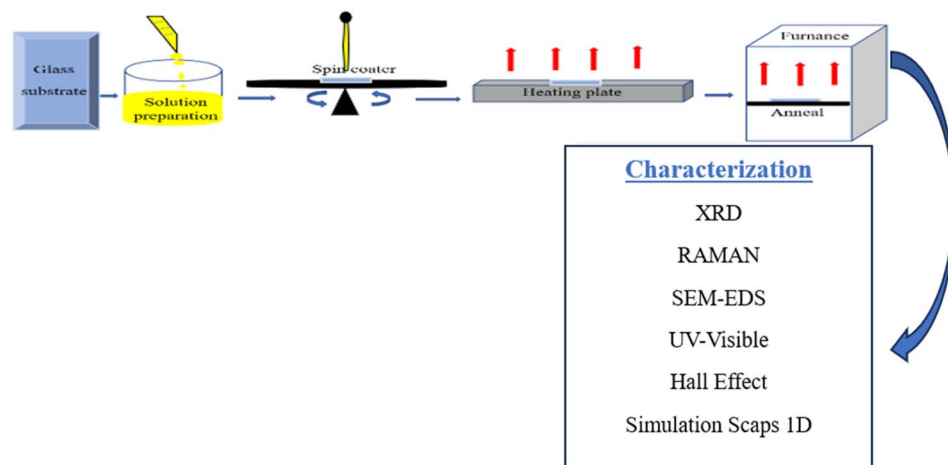 Glass
substrate
Solution
preparation
Spin-coater
Heating plate
Furnance
Anneal
Characterization
XRD
RAMAN
SEM-EDS
UV-Visible
Hall Effect
Simulation Scaps 1D